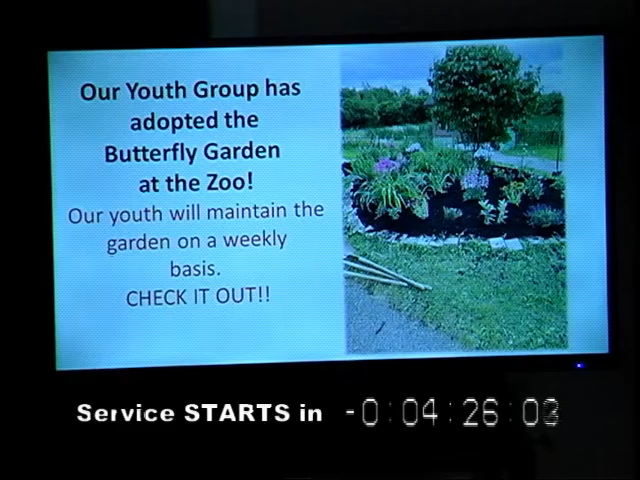 Our Youth Group has
adopted the
Butterfly Garden
at the Zoo!
Our youth will maintain the
garden on a weekly
basis.
CHECK IT OUT!!
Service STARTS in -0:04:26:03